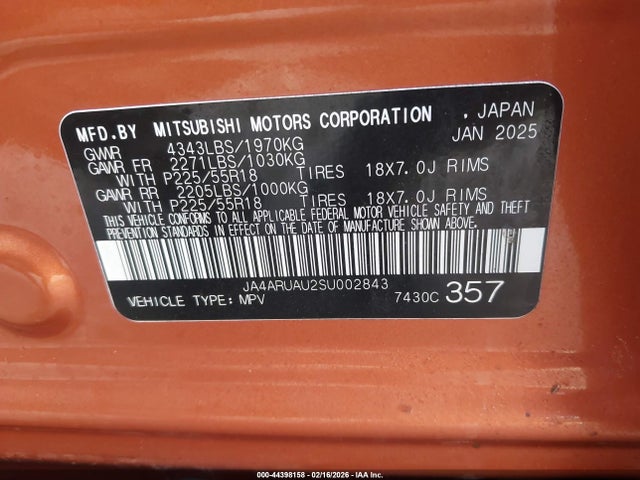 MFD.BY MITSUBISHI MOTORS CORPORATION , JAPAN
GVWR 4343LBS/1970KG JAN 2025
GAWR FR 2271LBS/1030KG
WITH P225/55R18 TIRES 18X7.0J RIMS
GAWR RR 2205LBS/1000KG
WITH P225/55R18 TIRES 18X7.0J RIMS
THIS VEHICLE CONFORMS TO ALL APPLICABLE FEDERAL MOTOR VEHICLE SAFETY AND THEFT
PREVENTION STANDARDS IN EFFECT ON THE DATE OF MANUFACTURE SHOWN ABOVE.
JA4ARUAU2SU002843
VEHICLE TYPE: MPV 7430C 357
000-44398158 - 02/16/2026 - IAA Inc.